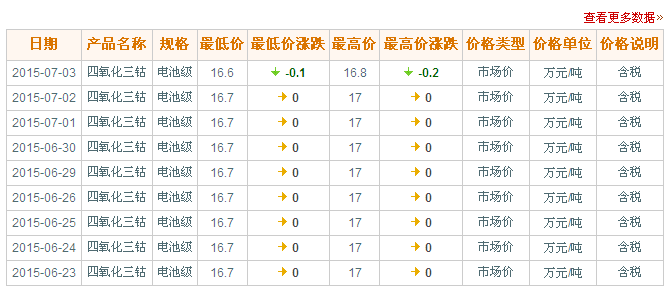 查看更多数据»
日期 产品名称 规格 最低价 最低价涨跌 最高价 最高价涨跌 价格类型 价格单位 价格说明
2015-07-03 四氧化三钴 电池级 16.6 -0.1 16.8 -0.2 市场价 万元/吨 含税
2015-07-02 四氧化三钴 电池级 16.7 0 17 0 市场价 万元/吨 含税
2015-07-01 四氧化三钴 电池级 16.7 0 17 0 市场价 万元/吨 含税
2015-06-30 四氧化三钴 电池级 16.7 0 17 0 市场价 万元/吨 含税
2015-06-29 四氧化三钴 电池级 16.7 0 17 0 市场价 万元/吨 含税
2015-06-26 四氧化三钴 电池级 16.7 0 17 0 市场价 万元/吨 含税
2015-06-25 四氧化三钴 电池级 16.7 0 17 0 市场价 万元/吨 含税
2015-06-24 四氧化三钴 电池级 16.7 0 17 0 市场价 万元/吨 含税
2015-06-23 四氧化三钴 电池级 16.7 0 17 0 市场价 万元/吨 含税